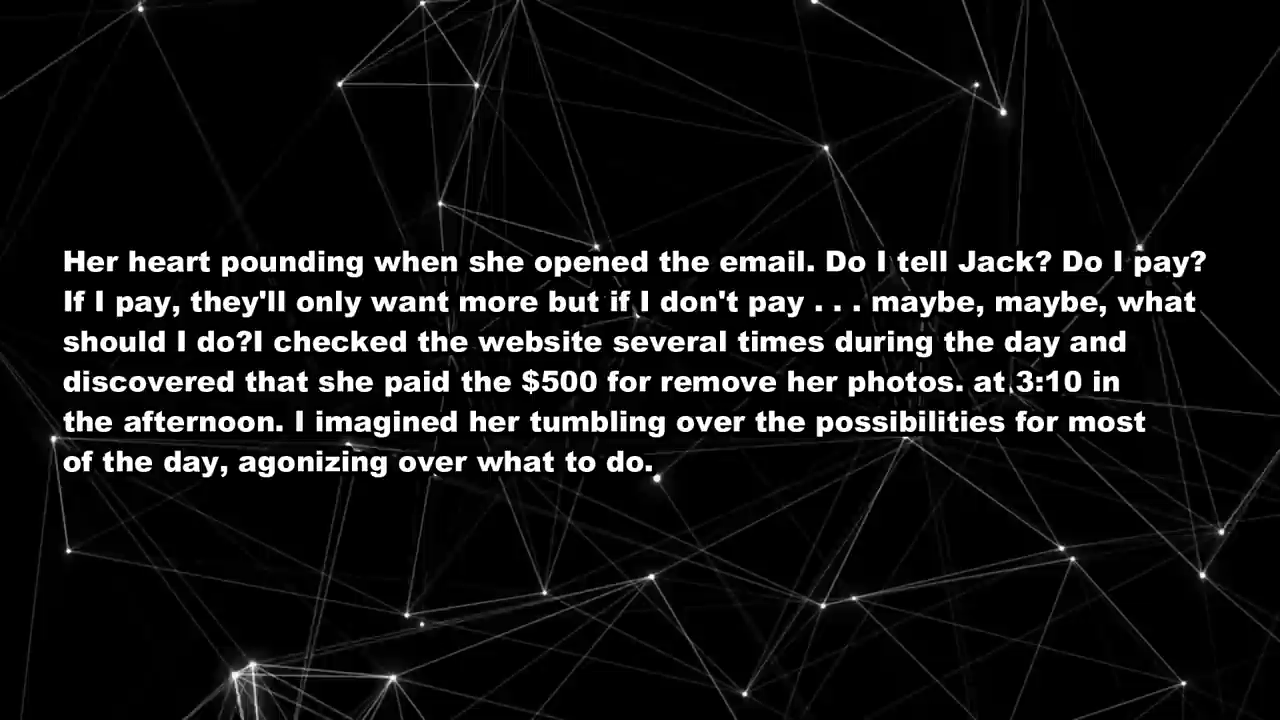 Her heart pounding when she opened the email. Do I tell Jack? Do I pay?
If I pay, they'll only want more but if I don't pay . . . maybe, maybe, what
should I do?I checked the website several times during the day and
discovered that she paid the $500 for remove her photos. at 3:10 in
the afternoon. I imagined her tumbling over the possibilities for most
of the day, agonizing over what to do.